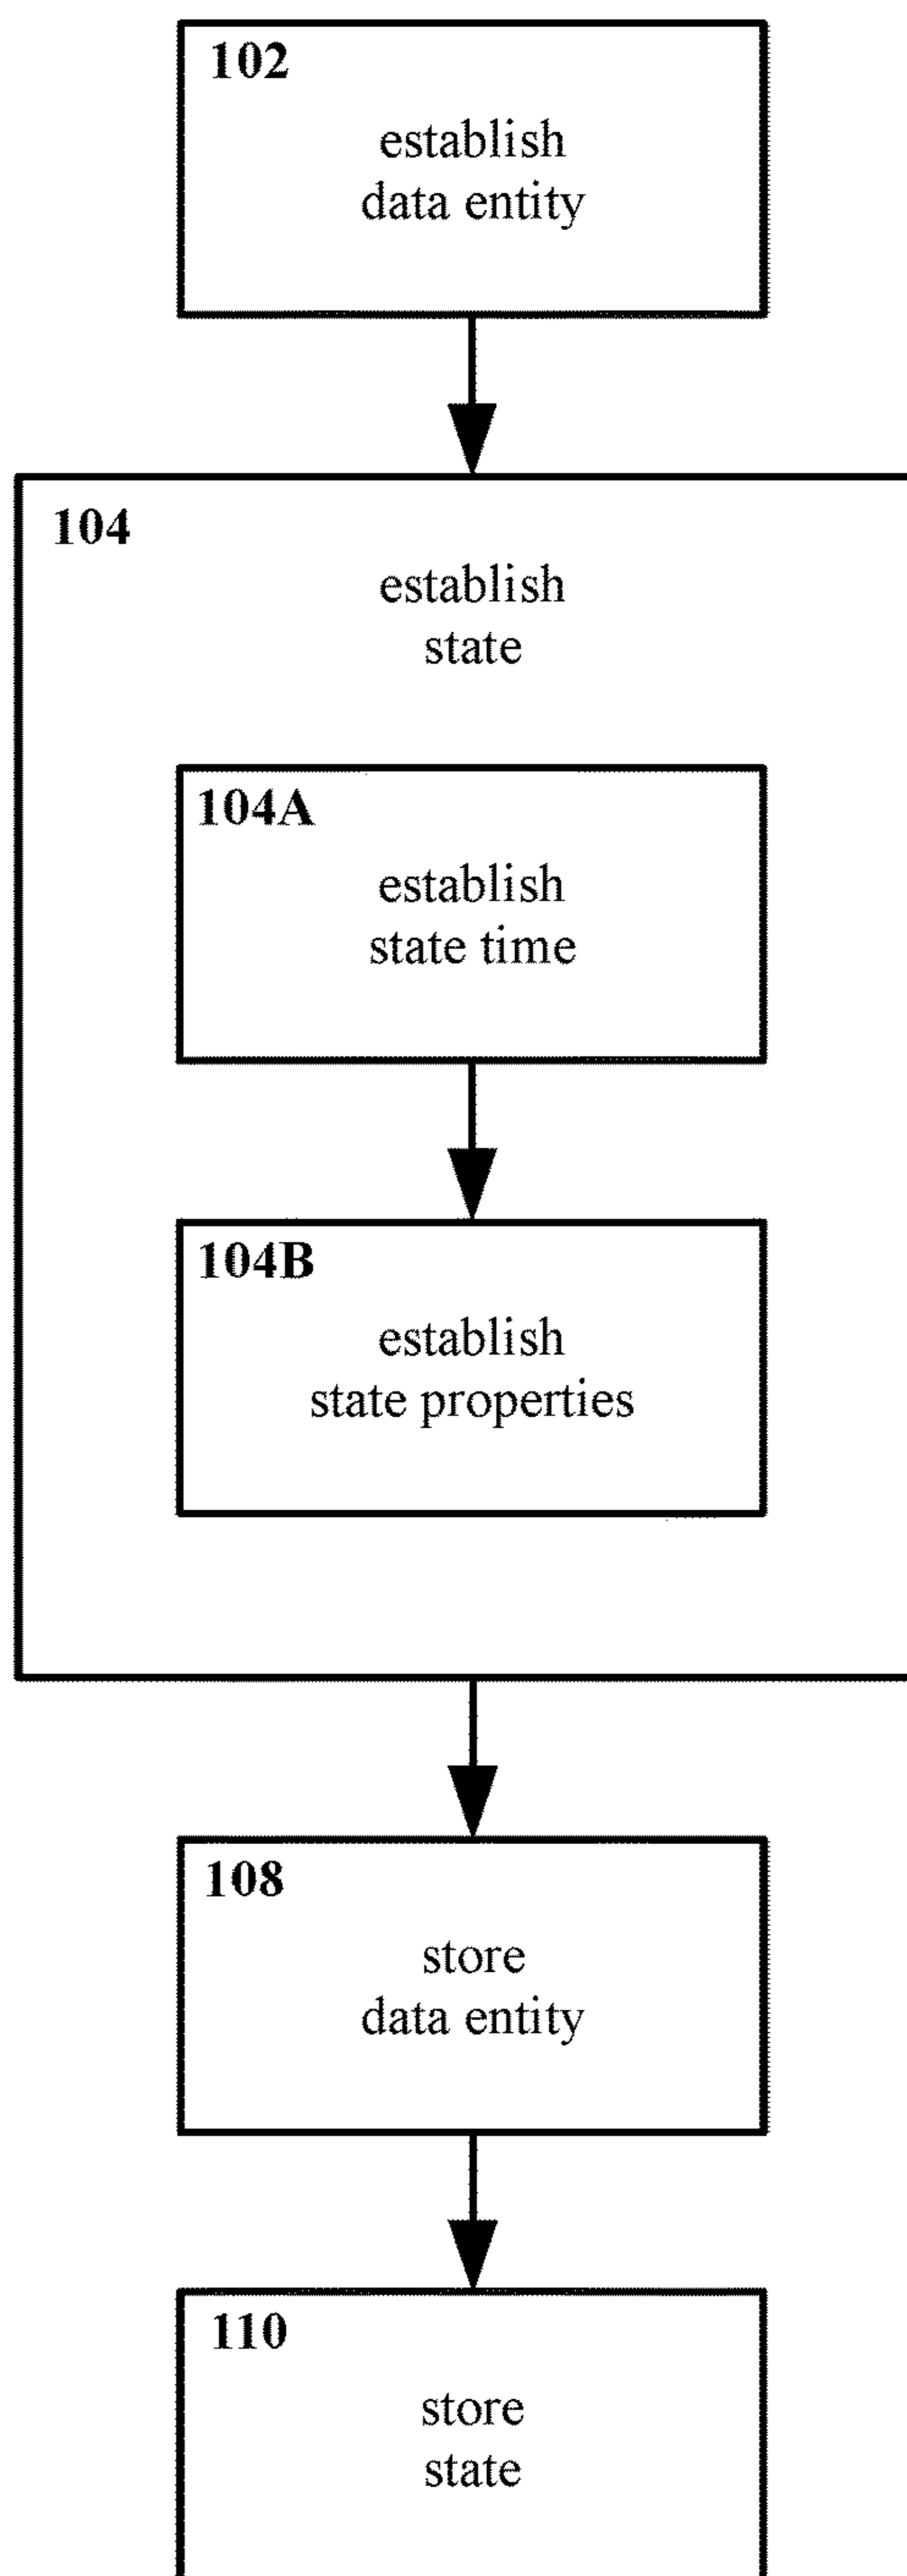 102
establish
data entity
104
establish
state
104A
establish
state time
104B
establish
state properties
108
store
data entity
110
store
state